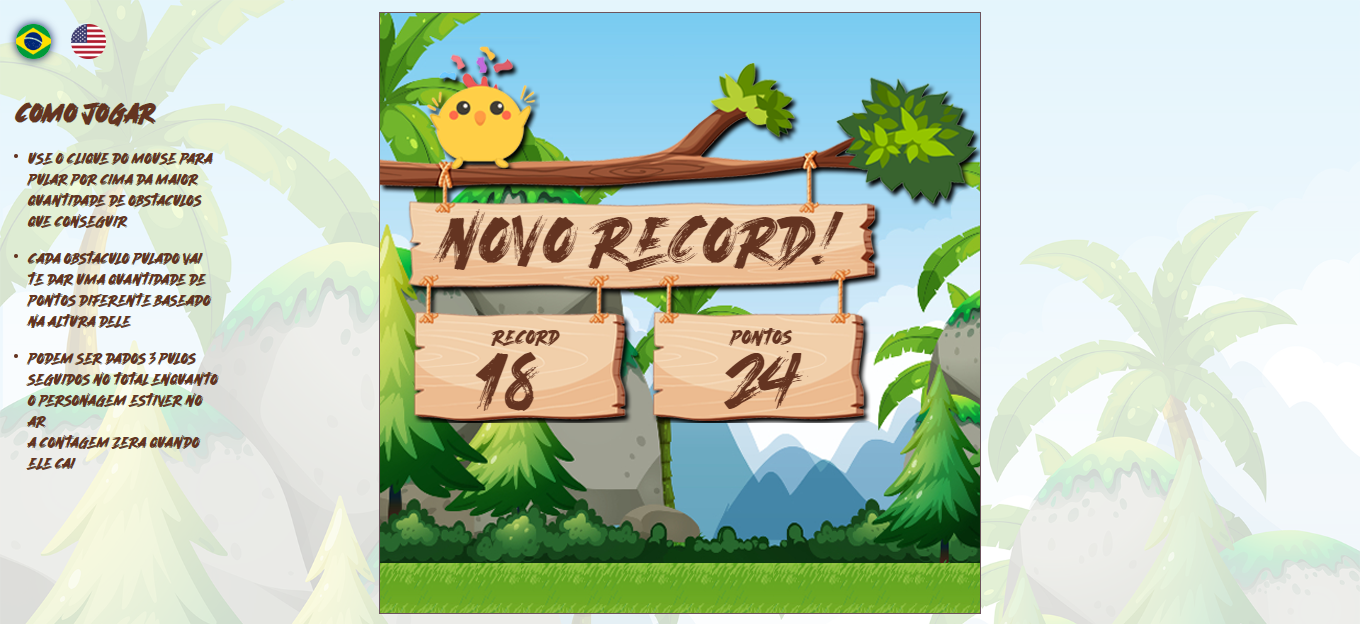 COMO JOGAR
• USE O CLIQUE DO MOUSE PARA
PULAR POR CIMA DA MAIOR
QUANTIDADE DE OBSTACULOS
QUE CONSEGUIR
• CADA OBSTACULO PULADO VAI
TE DAR UMA QUANTIDADE DE
PONTOS DIFERENTE BASEADO
NA ALTURA DELE
• PODEM SER DADOS 3 PULOS
SEGUIDOS NO TOTAL ENQUANTO
O PERSONAGEM ESTIVER NO
AR
A CONTAGEM ZERA QUANDO
ELE CAI
NOVO RECORD!
RECORD
18
PONTOS
24